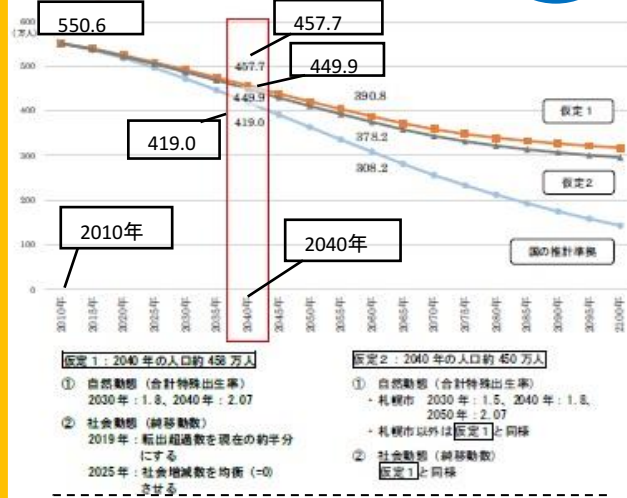 600
(万人)
550.6
457.7
449.9
500
457.7
390.8
仮定1
400
449.9
419.0
419.0
378.2
300
308.2
仮定2
200
2010年
2040年
国の推計準拠
100
0
2010年
2015年
2020年
2025年
2030年
2035年
2040年
2045年
2050年
2055年
2060年
2065年
2070年
2075年
2080年
2085年
2090年
2095年
2100年
仮定1:2040年の人口約458万人
① 自然動態(合計特殊出生率)
2030年:1.8、2040年:2.07
② 社会動態(純移動数)
2019年:転出超過数を現在の約半分
にする
2025年:社会増減数を均衡(=0)
させる
仮定2:2040年の人口約450万人
① 自然動態(合計特殊出生率)
・札幌市 2030年:1.5、2040年:1.8、
2050年:2.07
・札幌市以外は仮定1と同様
② 社会動態(純移動数)
仮定1と同様